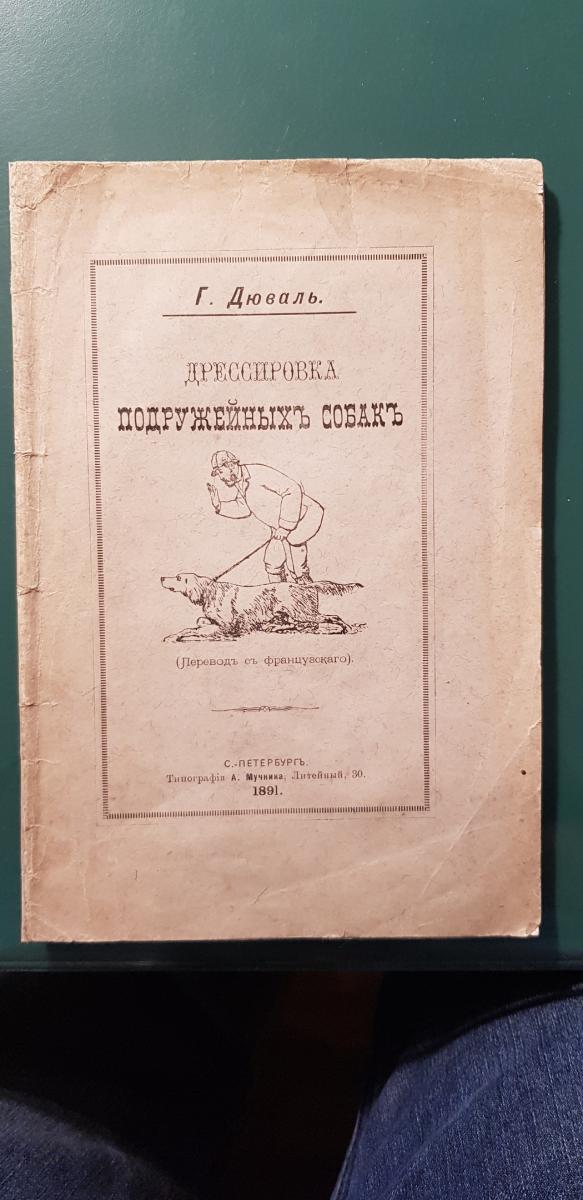 Г. Дюваль.
ДРЕССИРОВКА
ПОДРУЖЕЙНЫХЪ СОБАКЪ
(Переводъ съ французскаго).
С.-ПЕТЕРБУРГЪ.
Типографія А. Мучника, Литейный, 30.
1891.